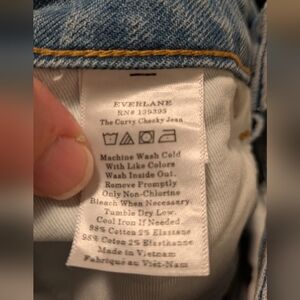 EVERLANE
RN# 139395
The Curvy Cheeky Jean
Machine Wash Cold
With Like Colors
Wash Inside Out.
Remove Promptly
Only Non-Chlorine
Bleach When Necessary.
Tumble Dry Low.
Cool Iron If Needed.
98% Cotton 2% Elastane
98% Coton 2% Elasthanne
Made in Vietnam
Fabriqué au Viêt-Nam